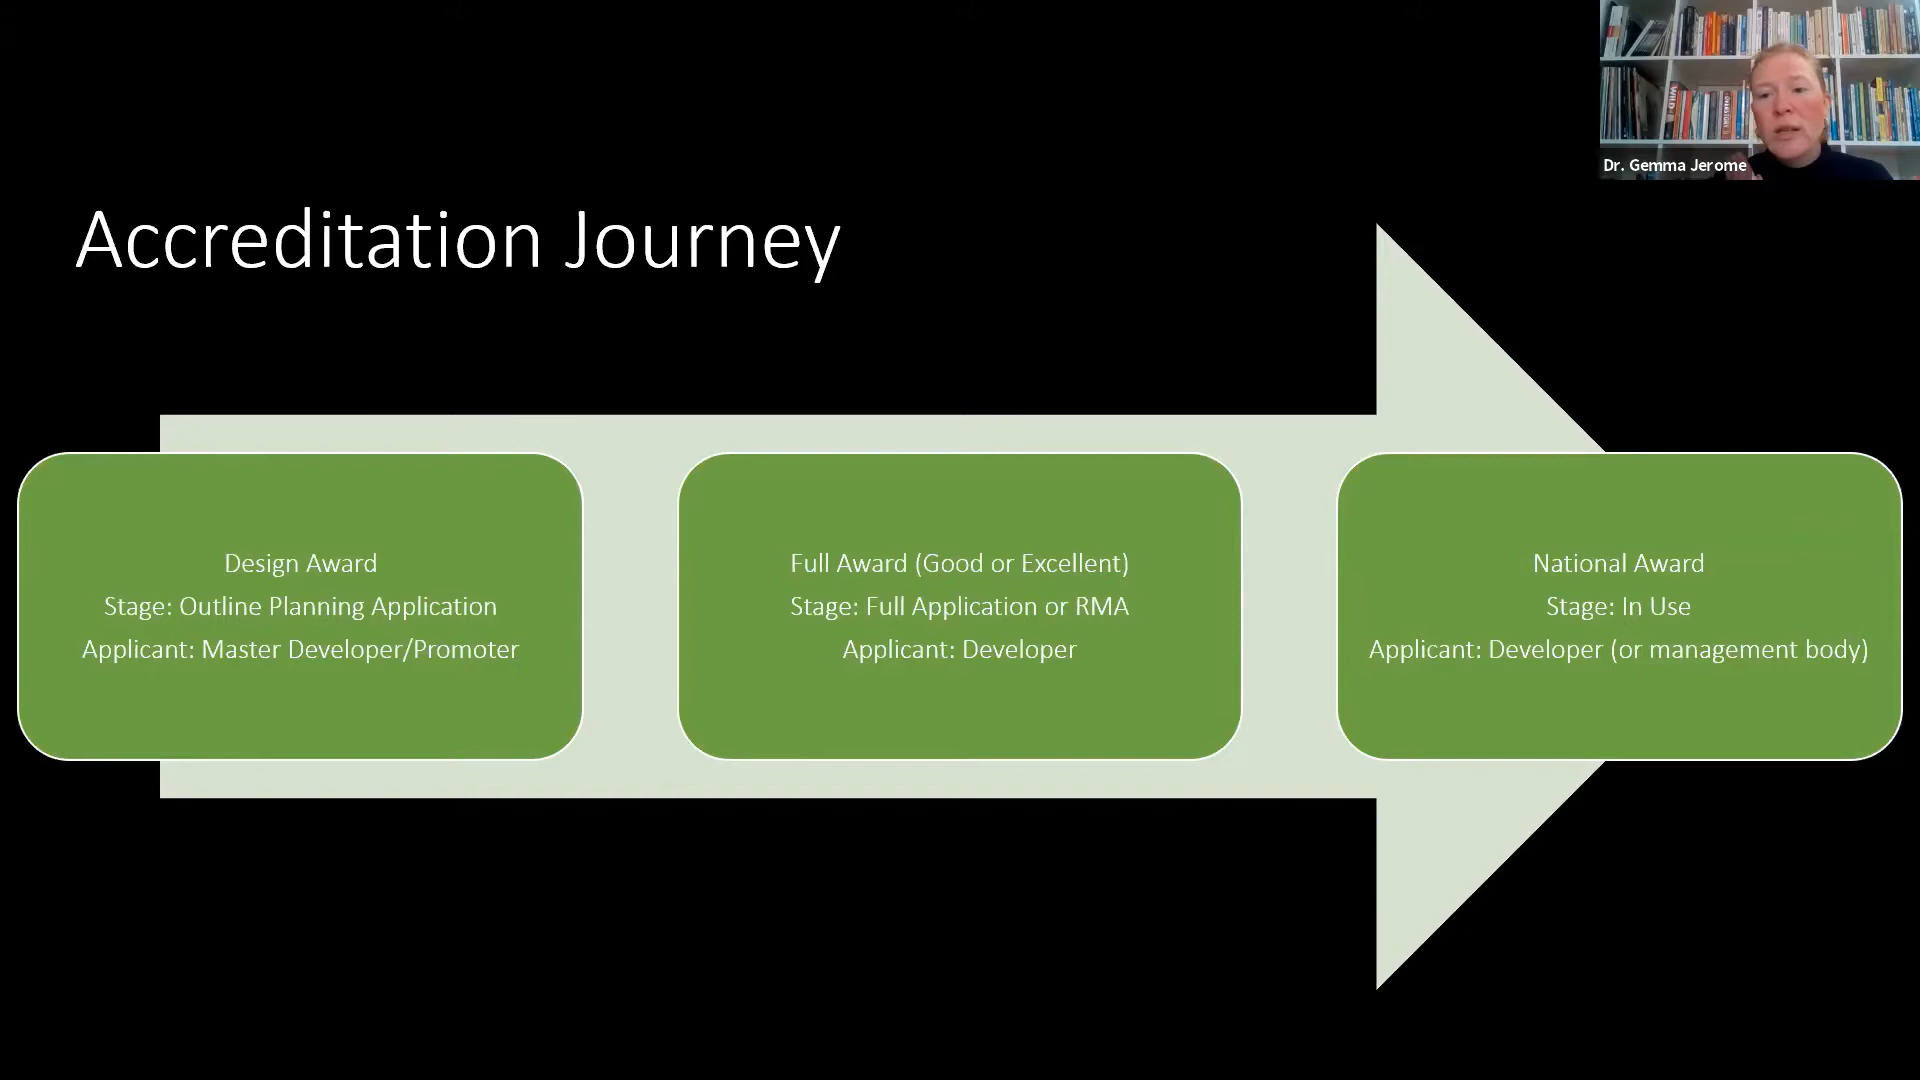 Dr. Gemma Jerome
Accreditation Journey
Design Award
Stage: Outline Planning Application
Applicant: Master Developer/Promoter
Full Award (Good or Excellent)
Stage: Full Application or RMA
Applicant: Developer
National Award
Stage: In Use
Applicant: Developer (or management body)